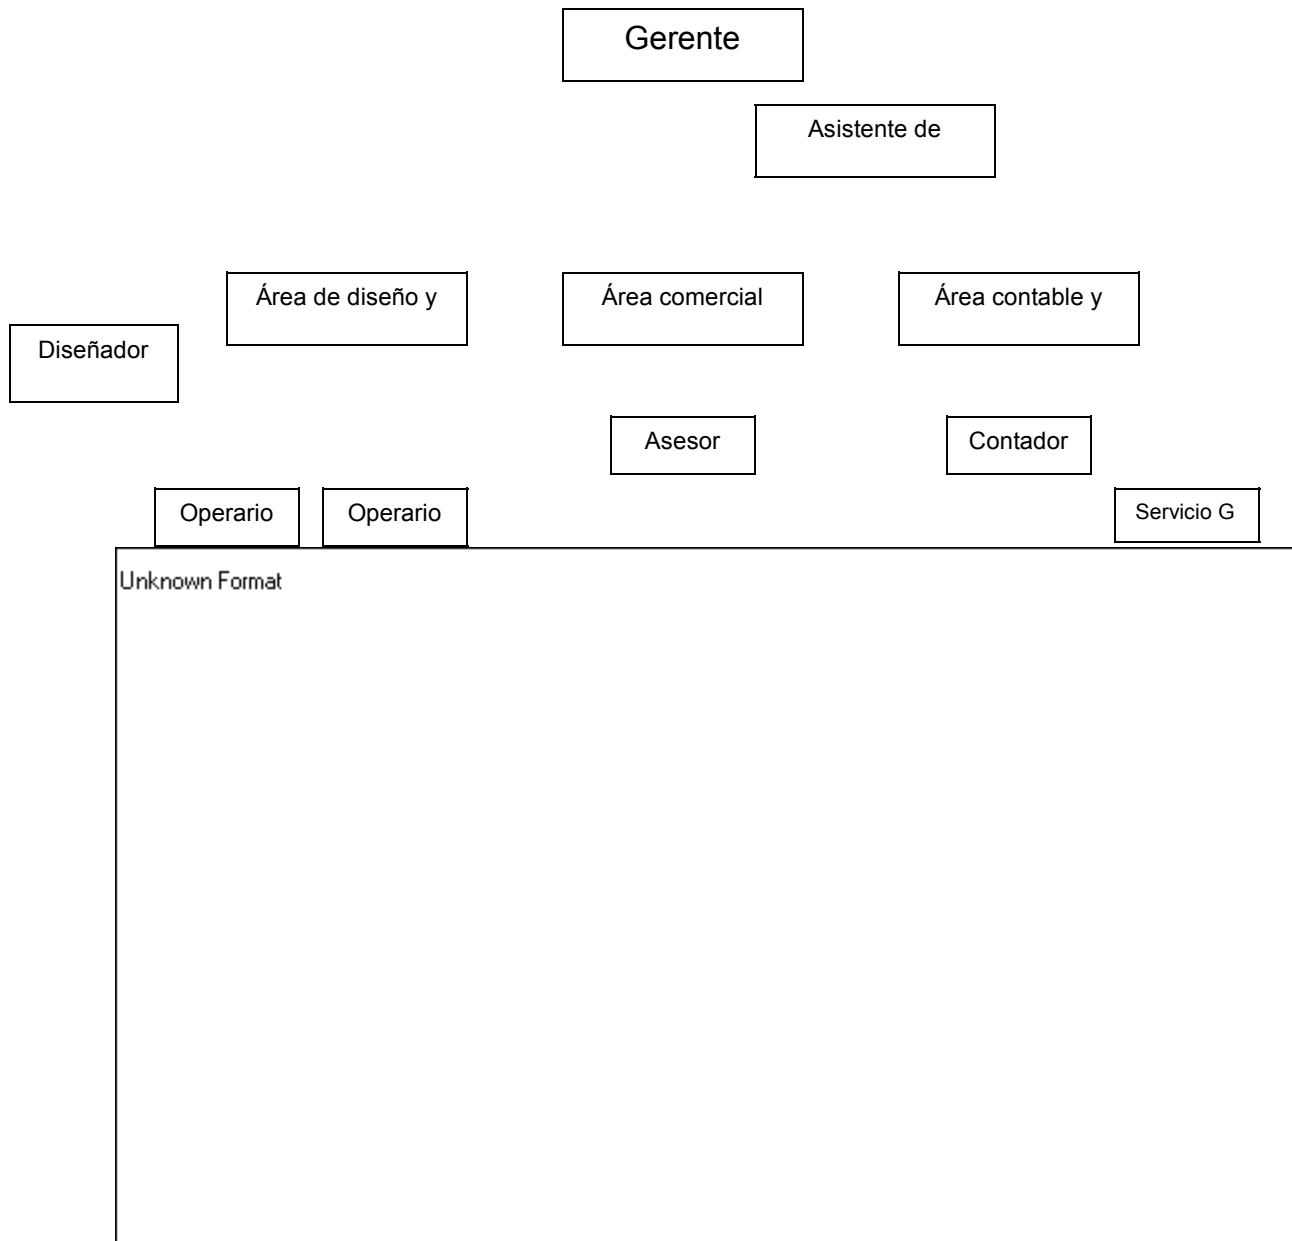 Gerente
Asistente de
Área de diseño y
Área comercial
Área contable y
Diseñador
Asesor
Contador
Operario
Operario
Servicio G
Unknown Format